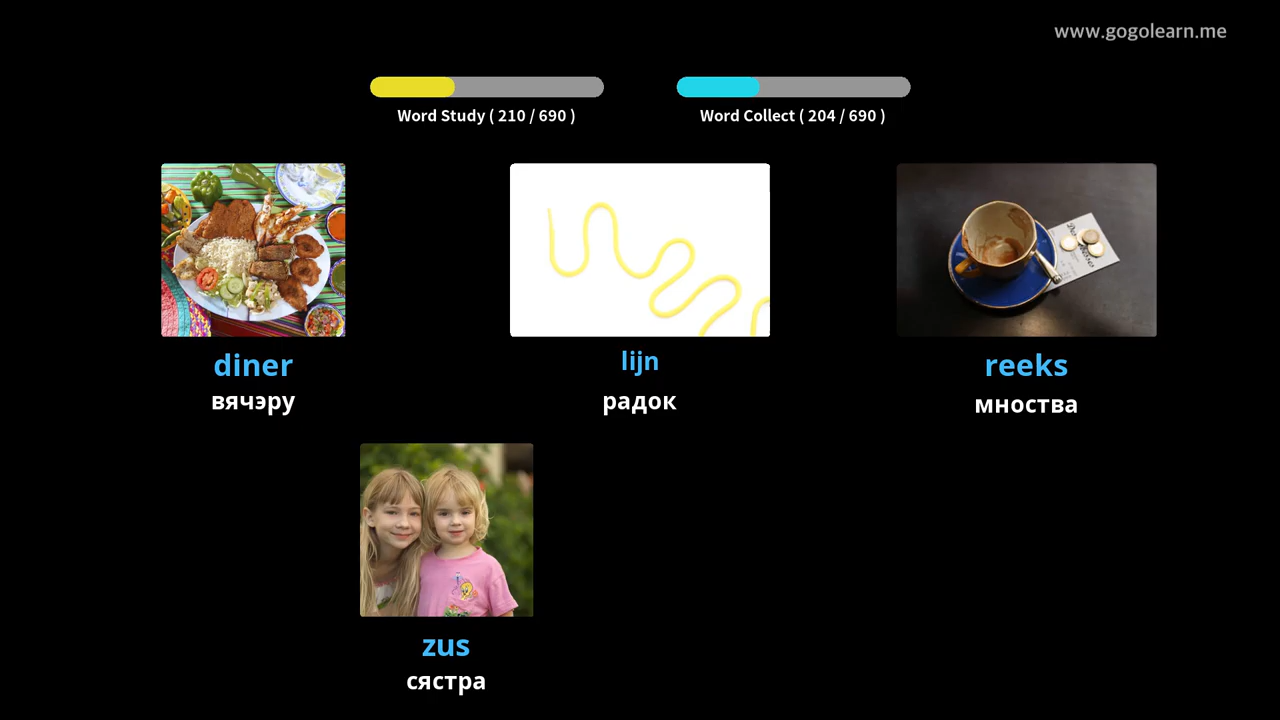 www.gogolearn.me
Word Study ( 210 / 690 )
Word Collect ( 204 / 690 )
diner
вячэру
lijn
радок
reeks
мноства
zus
сястра